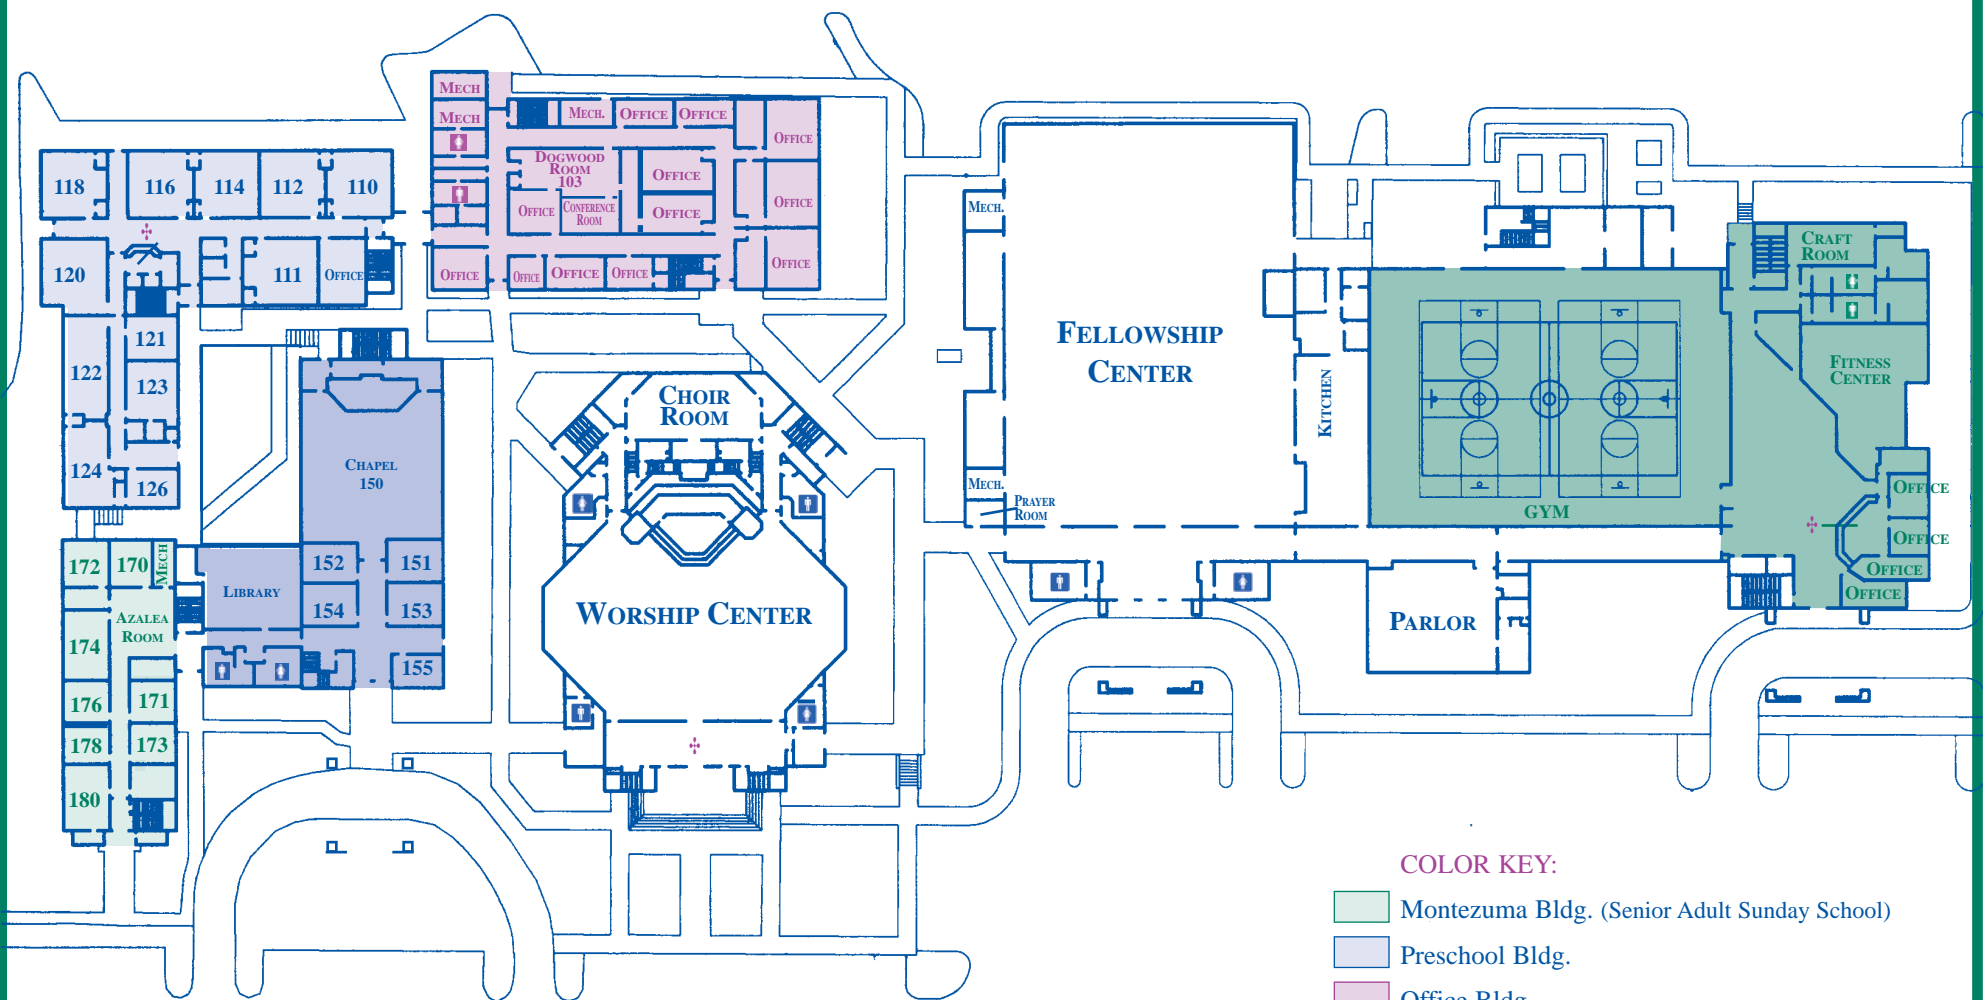 MECH
MECH
MECH.
OFFICE
OFFICE
OFFICE
DOGWOOD
ROOM
103
OFFICE
OFFICE
CONFERENCE
ROOM
OFFICE
OFFICE
OFFICE
OFFICE
OFFICE
OFFICE
OFFICE
118
116
114
112
110
120
111
OFFICE
121
122
123
124
126
CHAPEL
150
152
151
154
153
155
LIBRARY
172
170
MECH
AZALEA
ROOM
174
176
171
178
173
180
CHOIR
ROOM
WORSHIP CENTER
MECH.
FELLOWSHIP
CENTER
KITCHEN
MECH.
PRAYER
ROOM
PARLOR
GYM
CRAFT
ROOM
FITNESS
CENTER
OFFICE
OFFICE
OFFICE
OFFICE
COLOR KEY:
Montezuma Bldg. (Senior Adult Sunday School)
Preschool Bldg.
Office Bldg.